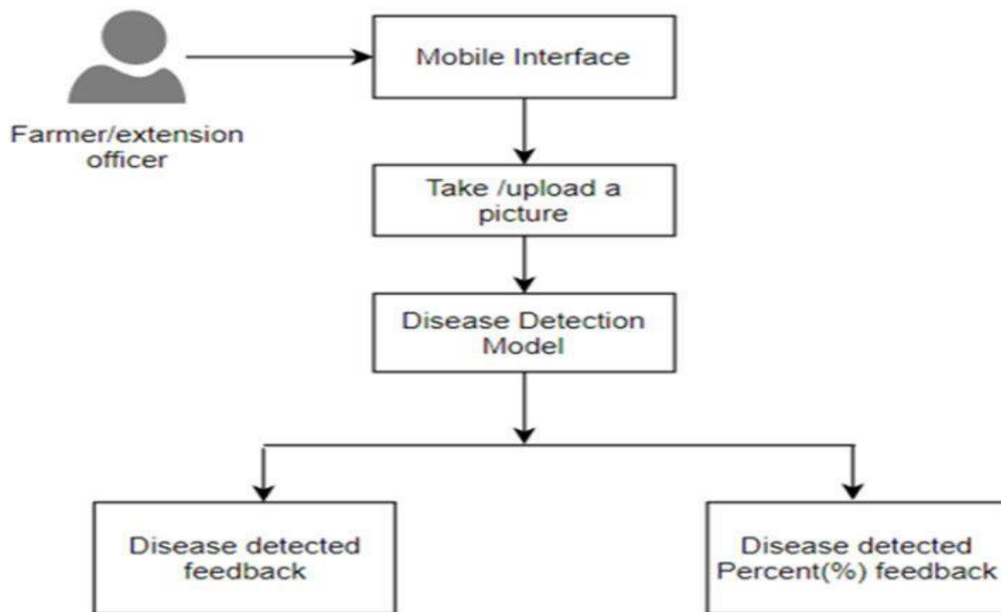 Mobile Interface
Farmer/extension
officer
Take /upload a
picture
Disease Detection
Model
Disease detected
feedback
Disease detected
Percent(%) feedback